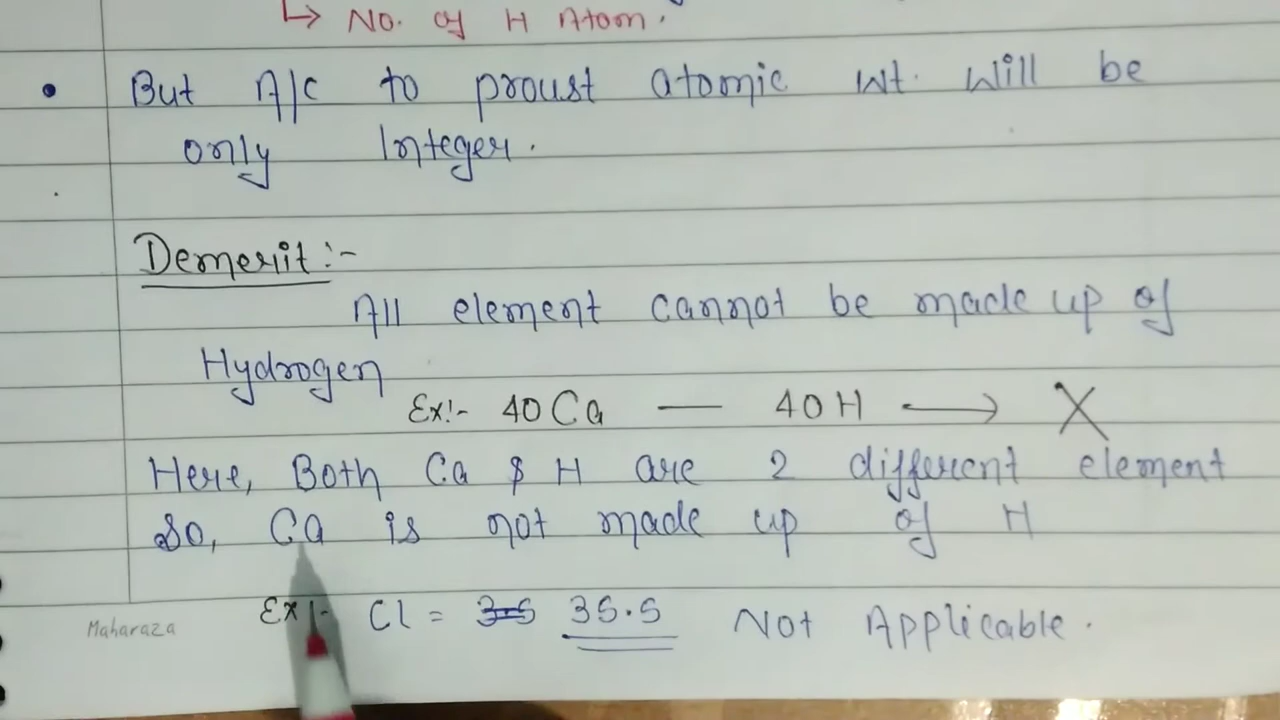 ↳ No. of H Atom.
• But A/c to proust atomic wt. will be
only Integer.
Demerit :-
All element cannot be made up of
Hydrogen
Ex:- 40 Ca — 40 H → X
Here, Both Ca & H are 2 different element
So, Ca is not made up of H
Ex:- Cl = 3.5 35.5 Not Applicable.
Maharaza